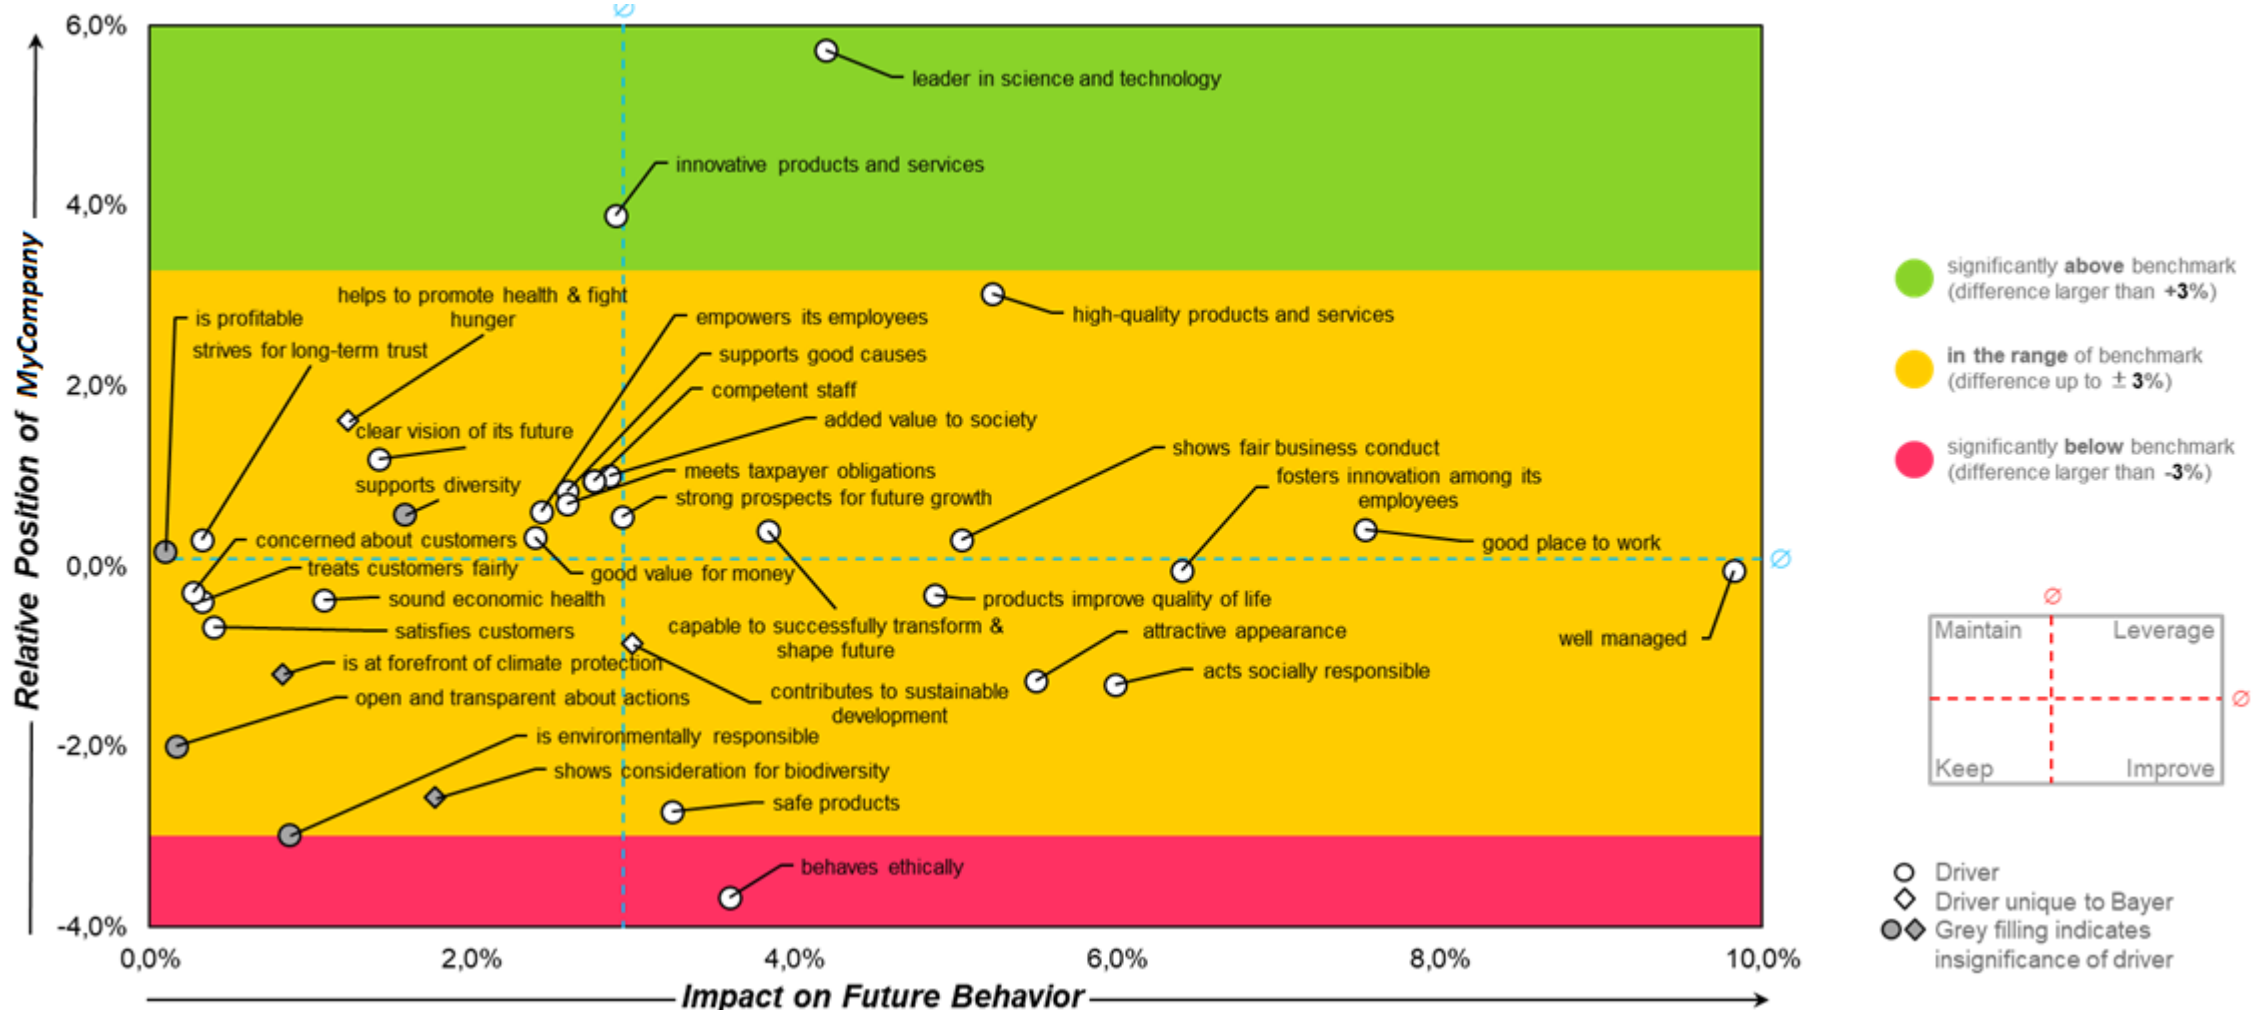 ∅
6,0%
leader in science and technology
innovative products and services
4,0%
helps to promote health & fight
hunger
is profitable
empowers its employees
high-quality products and services
strives for long-term trust
supports good causes
2,0%
competent staff
added value to society
clear vision of its future
shows fair business conduct
meets taxpayer obligations
fosters innovation among its
employees
supports diversity
strong prospects for future growth
concerned about customers
good place to work
0,0%
∅
treats customers fairly
good value for money
sound economic health
products improve quality of life
satisfies customers
capable to successfully transform &
shape future
attractive appearance
well managed
is at forefront of climate protection
acts socially responsible
open and transparent about actions
contributes to sustainable
development
-2,0%
is environmentally responsible
shows consideration for biodiversity
safe products
behaves ethically
-4,0%
0,0%
2,0%
4,0%
6,0%
8,0%
10,0%
Impact on Future Behavior
Relative Position of MyCompany
significantly above benchmark
(difference larger than +3%)
in the range of benchmark
(difference up to ± 3%)
significantly below benchmark
(difference larger than -3%)
∅
Maintain
Leverage
∅
Keep
Improve
Driver
Driver unique to Bayer
Grey filling indicates
insignificance of driver